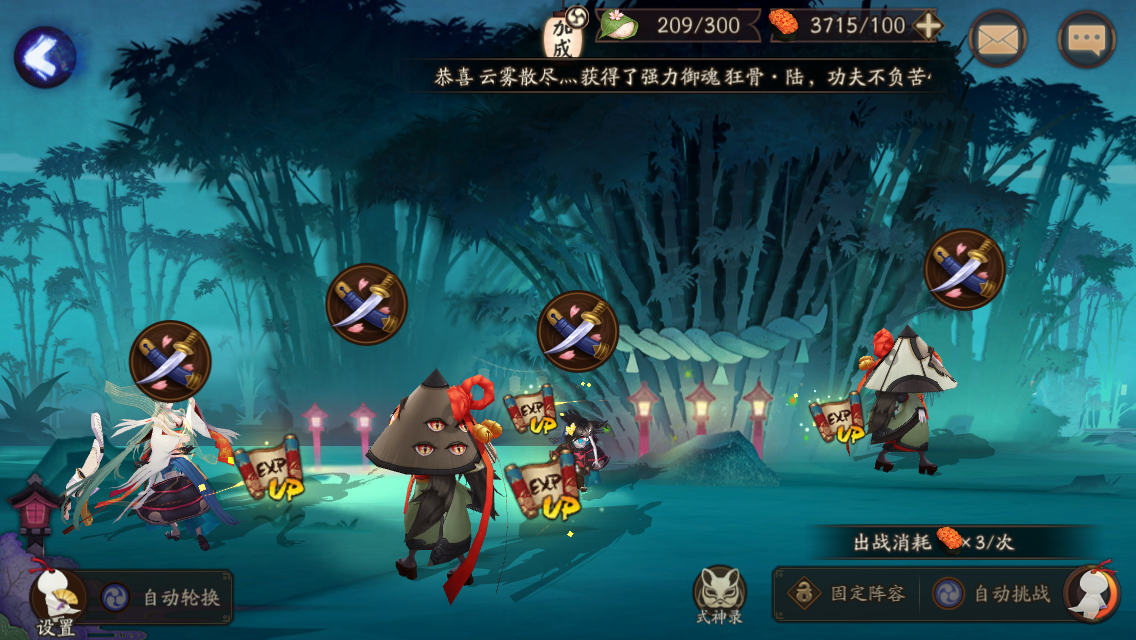 加成
209/300
3715/100
恭喜 云雾散尽灬获得了强力御魂 狂骨·陆，功夫不负苦
EXP UP
EXP UP
EXP UP
EXP UP
出战消耗 ×3/次
自动轮换
设置
式神录
固定阵容
自动挑战